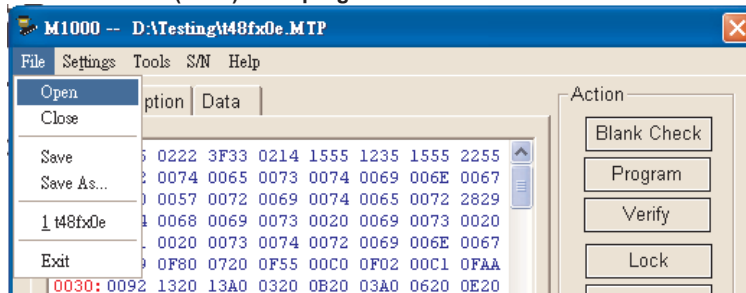 M1000 -- D:\Testing\t48fx0e.MTP
File Settings Tools S/N Help
Open
Close
Save
Save As...
1 t48fx0e
Exit
ption Data
0222 3F33 0214 1555 1235 1555 2255
0074 0065 0073 0074 0069 006E 0067
0057 0072 0069 0074 0065 0072 2829
0068 0069 0073 0020 0069 0073 0020
0020 0073 0074 0072 0069 006E 0067
0F80 0720 0F55 00C0 0F02 00C1 0FAA
0030: 0092 1320 13A0 0320 0B20 03A0 0620 0E20
Action
Blank Check
Program
Verify
Lock